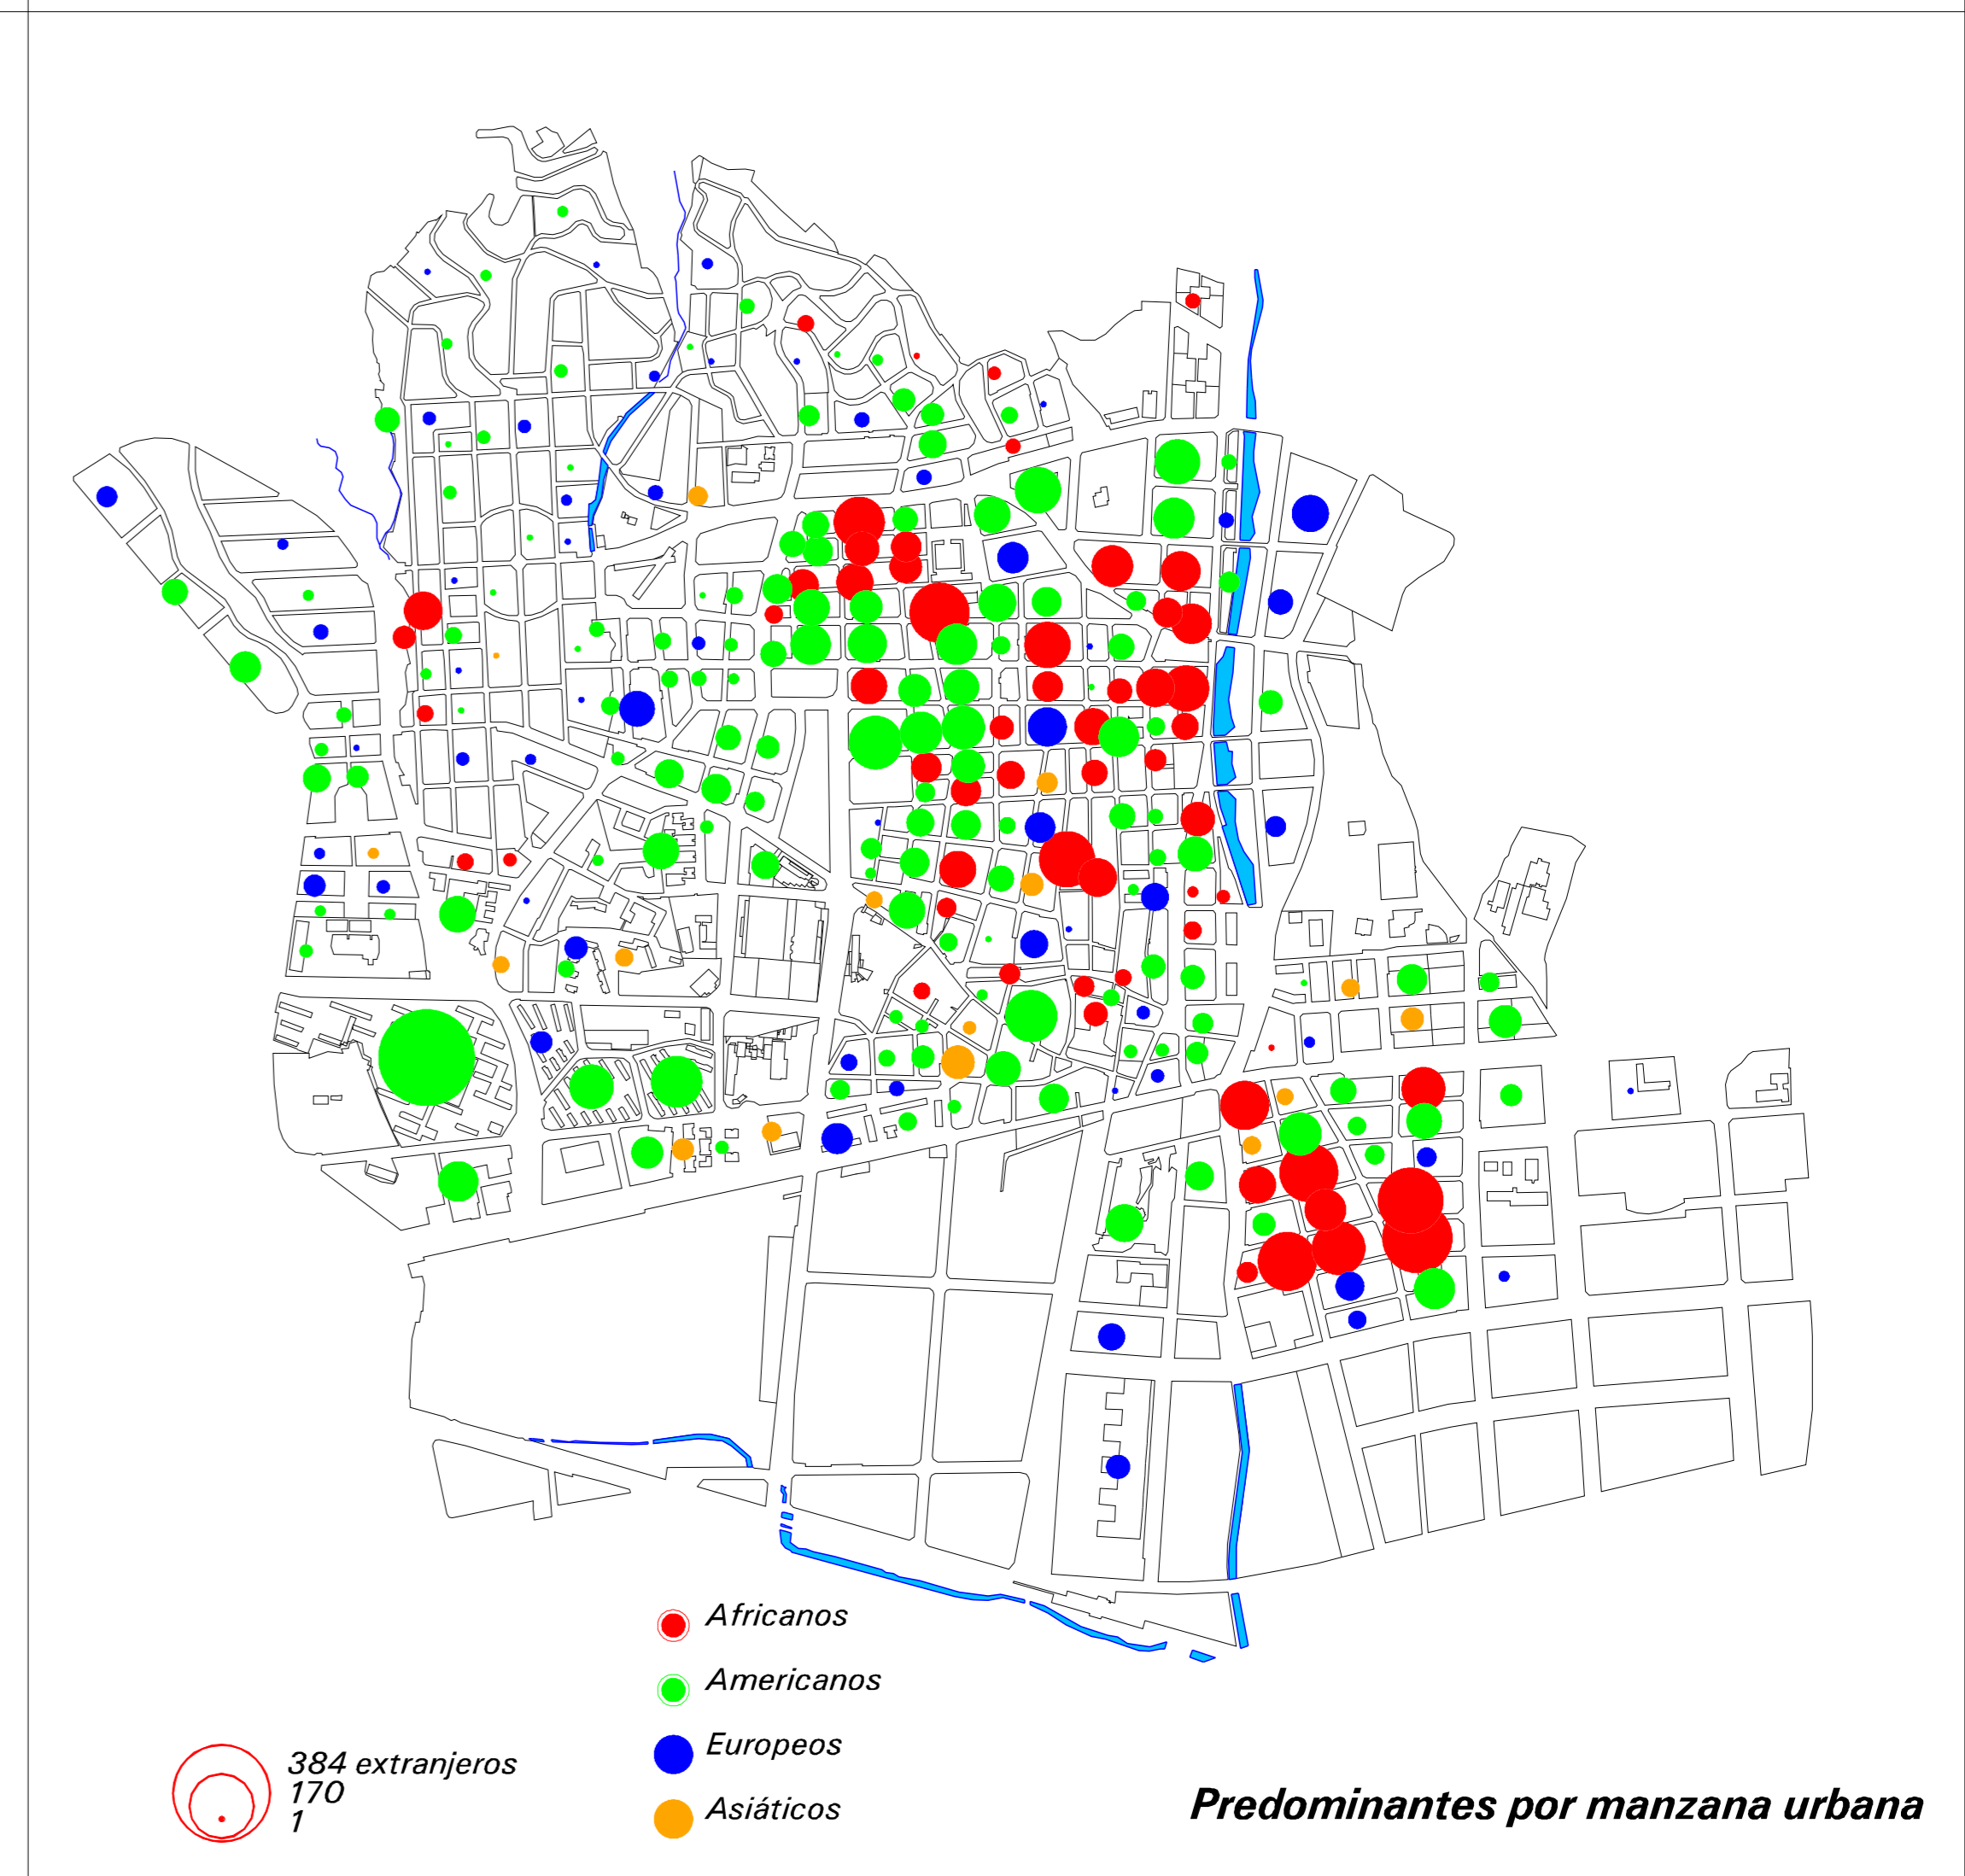 Africanos
Americanos
Europeos
Asiáticos
384 extranjeros
170
1
Predominantes por manzana urbana